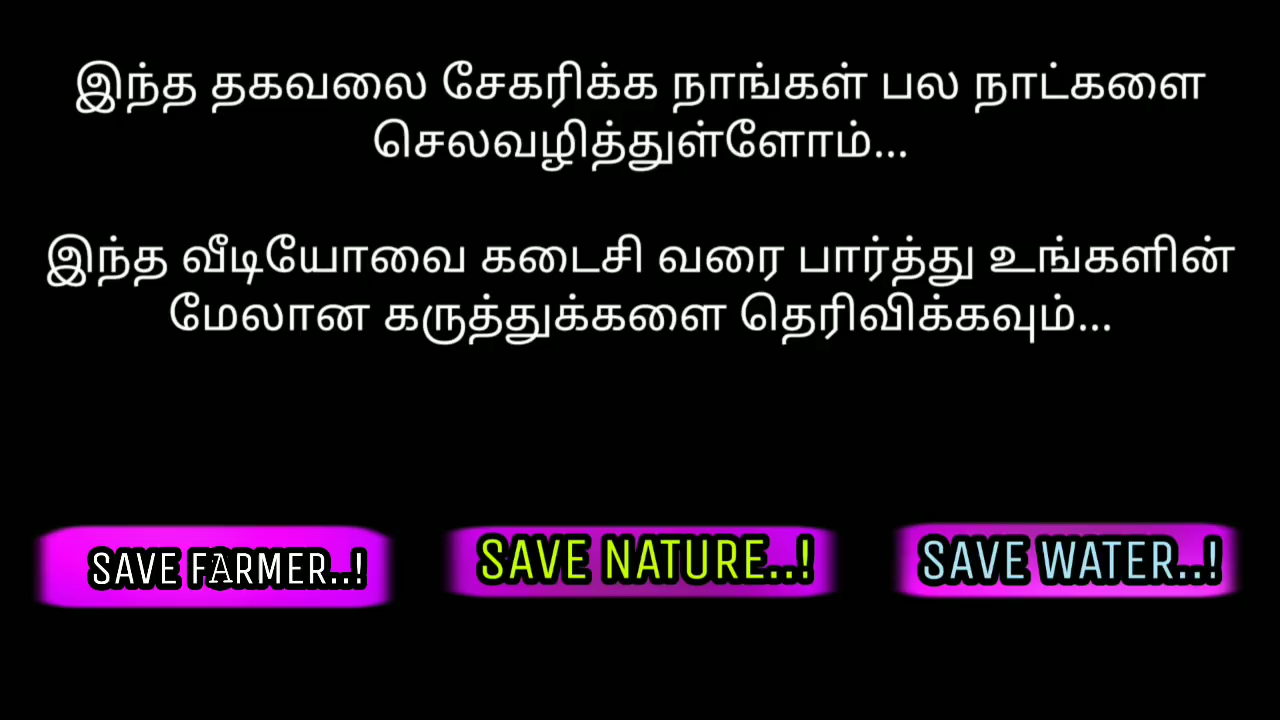 இந்த தகவலை சேகரிக்க நாங்கள் பல நாட்களை
செலவழித்துள்ளோம்...
இந்த வீடியோவை கடைசி வரை பார்த்து உங்களின்
மேலான கருத்துக்களை தெரிவிக்கவும்...
SAVE FARMER..!
SAVE NATURE..!
SAVE WATER..!